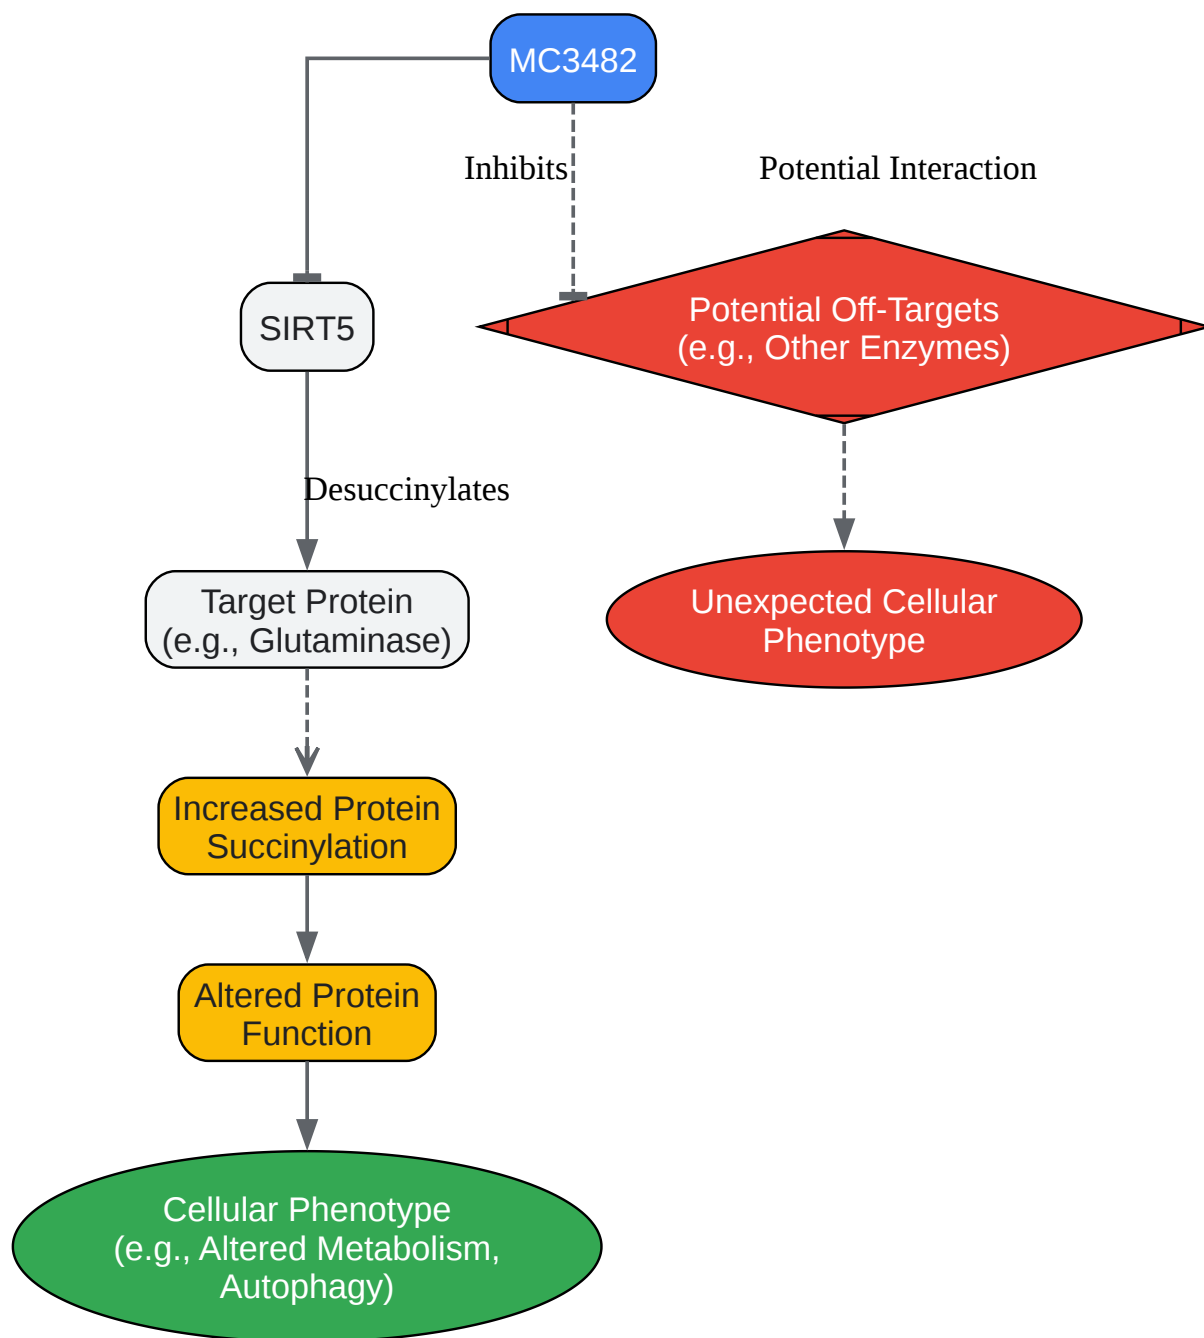 MC3482
Inhibits
Potential Interaction
SIRT5
Potential Off-Targets
(e.g., Other Enzymes)
Desuccinylates
Target Protein
(e.g., Glutaminase)
Unexpected Cellular
Phenotype
Increased Protein
Succinylation
Altered Protein
Function
Cellular Phenotype
(e.g., Altered Metabolism,
Autophagy)